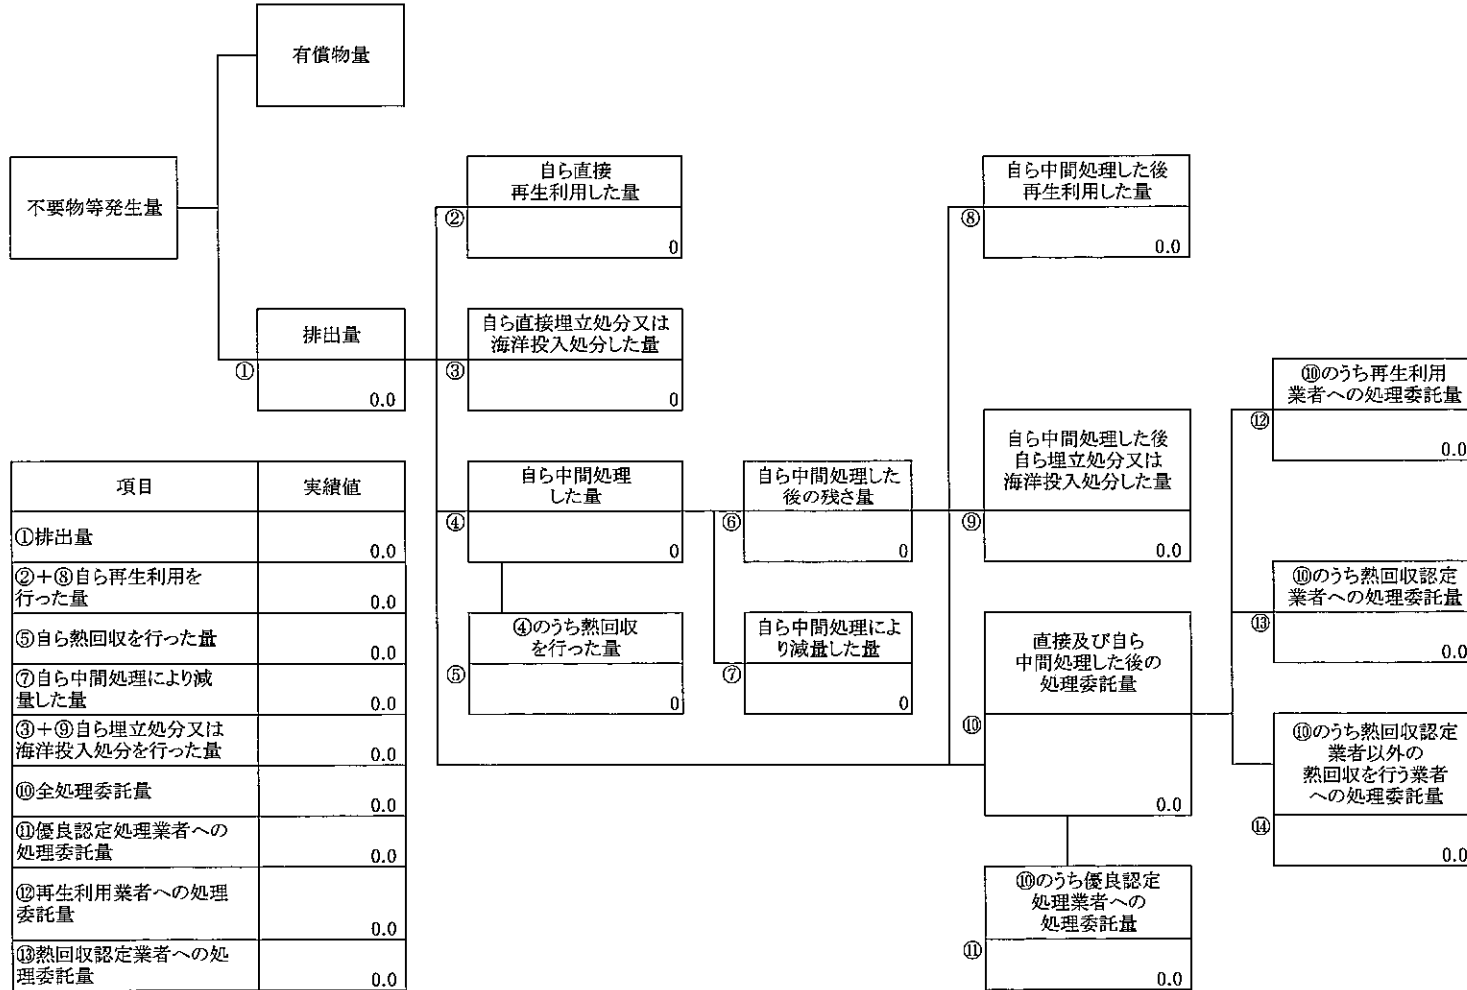 有償物量
不要物等発生量
自ら直接
再生利用した量
②
0
自ら中間処理した後
再生利用した量
⑧
0.0
排出量
①
0.0
自ら直接埋立処分又は
海洋投入処分した量
③
0
⑩のうち再生利用
業者への処理委託量
⑫
0.0
自ら中間処理
した量
④
0
自ら中間処理した
後の残さ量
⑥
0
自ら中間処理した後
自ら埋立処分又は
海洋投入処分した量
⑨
0.0
⑩のうち熱回収認定
業者への処理委託量
⑬
0.0
④のうち熱回収
を行った量
⑤
0
自ら中間処理によ
り減量した量
⑦
0
直接及び自ら
中間処理した後の
処理委託量
⑩
0.0
⑩のうち熱回収認定
業者以外の
熱回収を行う業者
への処理委託量
⑭
0.0
⑩のうち優良認定
処理業者への
処理委託量
⑪
0.0
項目 実績値
①排出量
0.0
②+⑧自ら再生利用を
行った量
0.0
⑤自ら熱回収を行った量
0.0
⑦自ら中間処理により減
量した量
0.0
③+⑨自ら埋立処分又は
海洋投入処分を行った量
0.0
⑩全処理委託量
0.0
⑪優良認定処理業者への
処理委託量
0.0
⑫再生利用業者への処理
委託量
0.0
⑬熱回収認定業者への処
理委託量
0.0